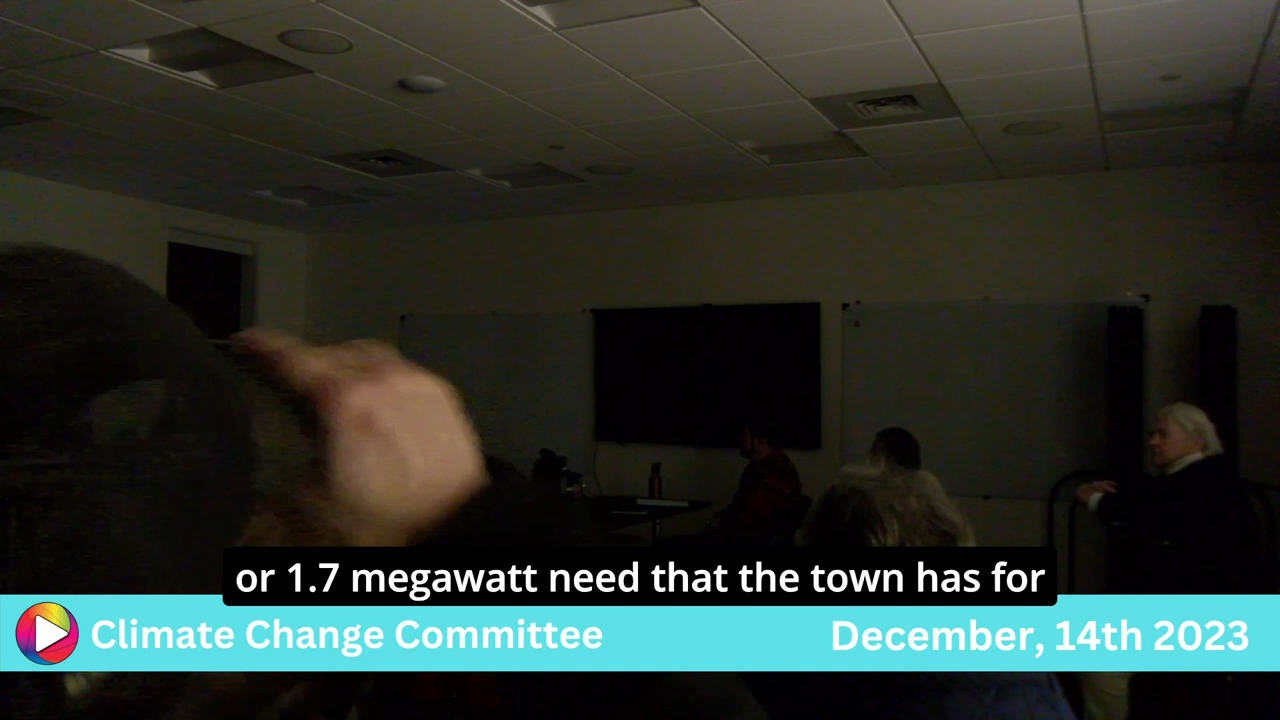 or 1.7 megawatt need that the town has for
Climate Change Committee
December, 14th 2023